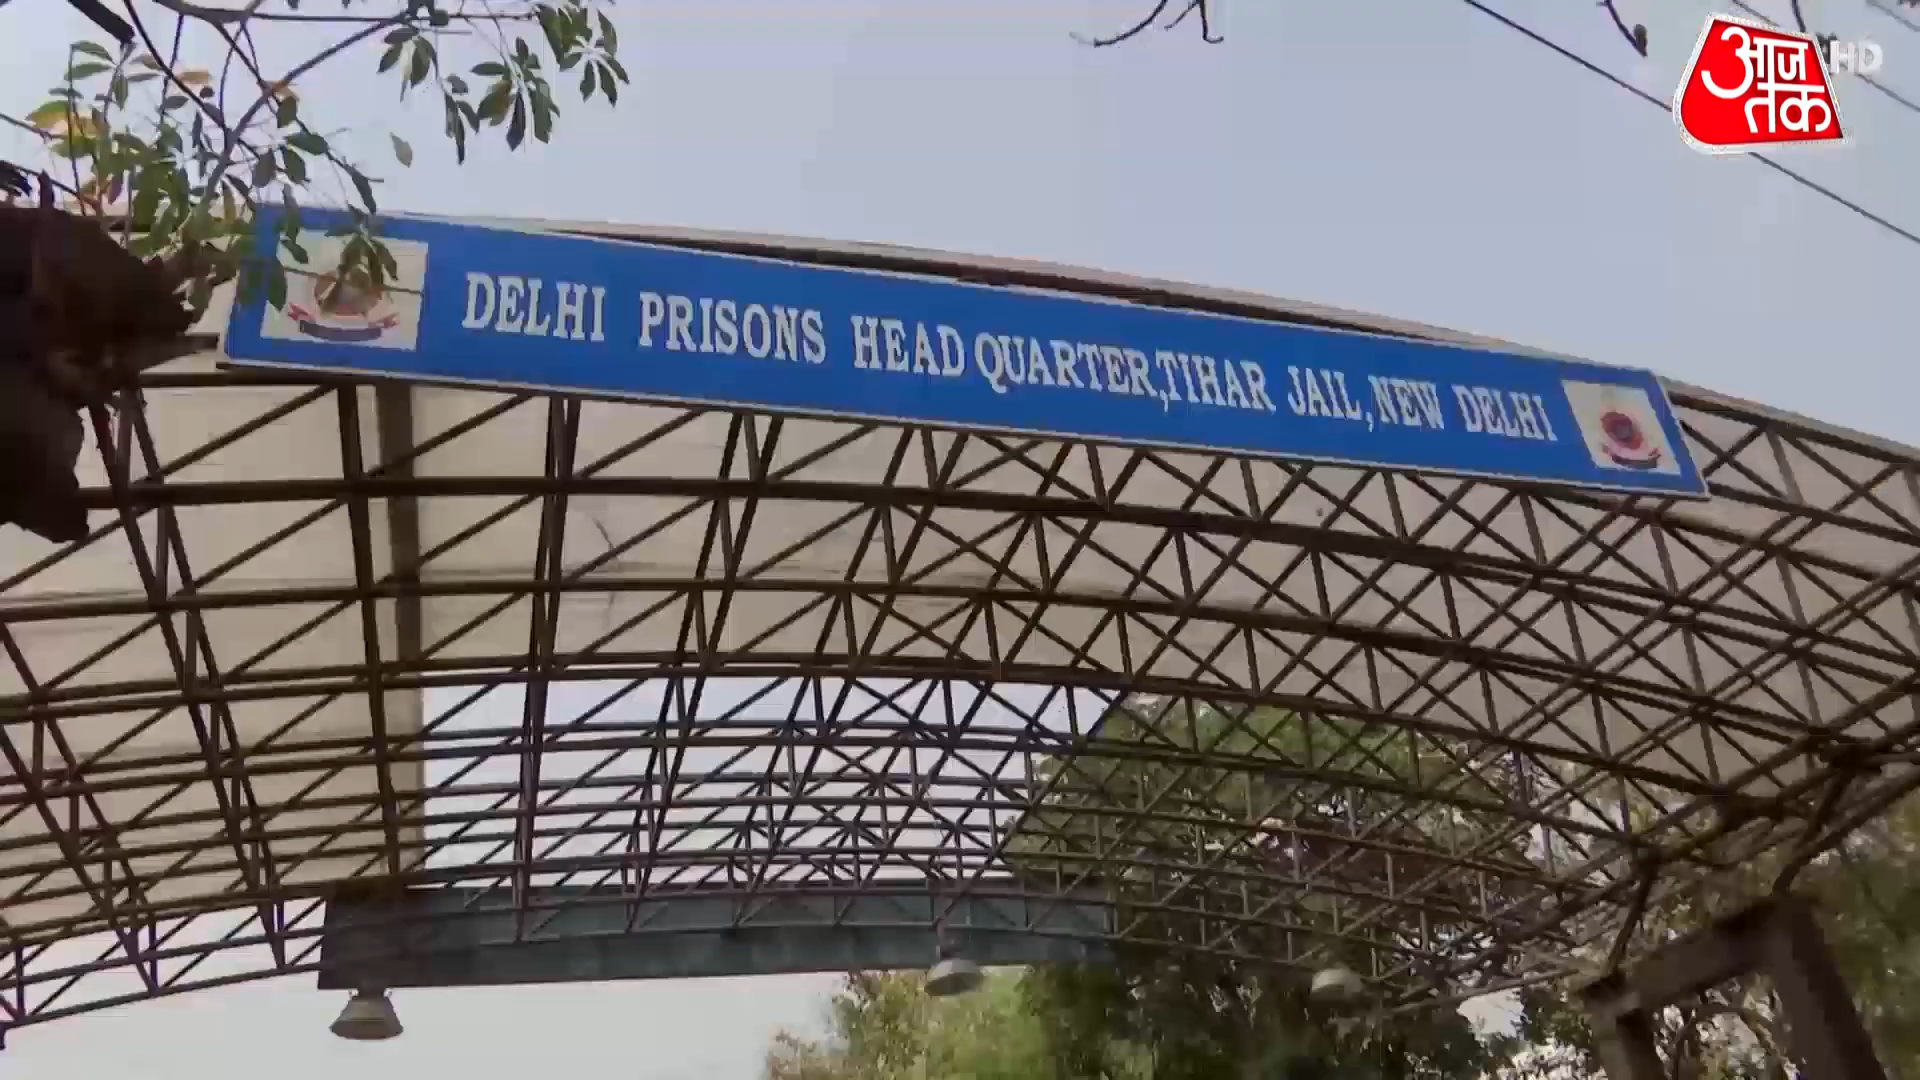 आज
तक
HD
DELHI PRISONS HEAD QUARTER,TIHAR JAIL,NEW DELHI